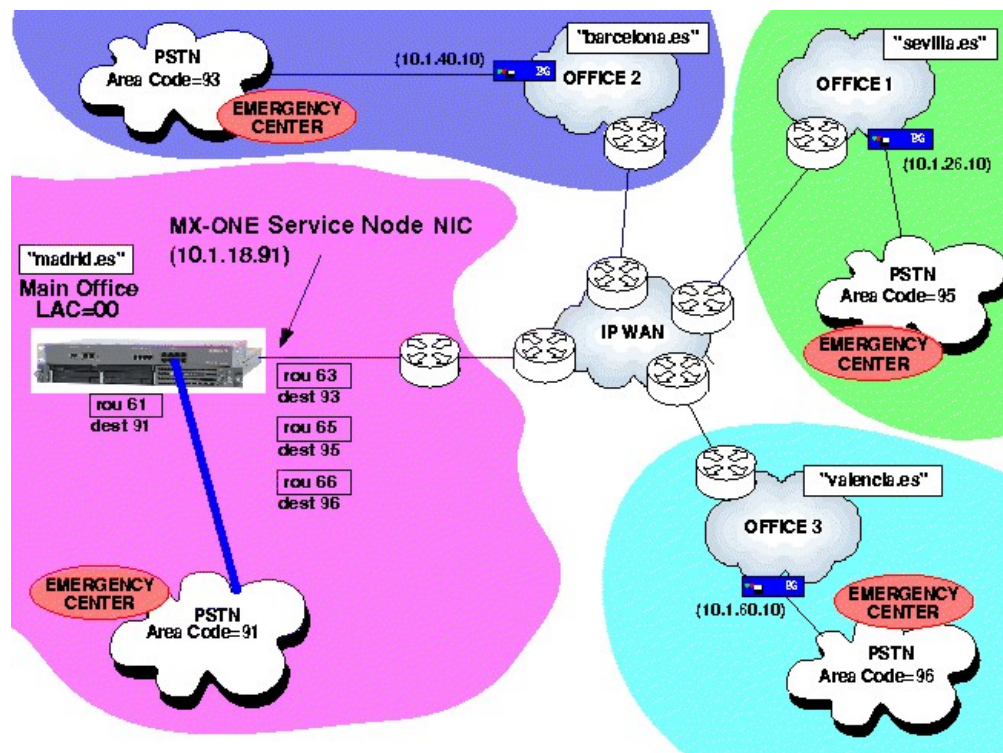 PSTN
Area Code=93
EMERGENCY
CENTER
(10.1.40.10)
BG
"barcelona.es"
OFFICE 2
"sevilla.es"
OFFICE 1
BG
(10.1.26.10)
PSTN
Area Code=95
EMERGENCY
CENTER
MX-ONE Service Node NIC
(10.1.18.91)
"madrid.es"
Main Office
LAC=00
rou 61
dest 91
rou 63
dest 93
rou 65
dest 95
rou 66
dest 96
IP WAN
"valencia.es"
OFFICE 3
BG
(10.1.60.10)
EMERGENCY
CENTER
PSTN
Area Code=96
EMERGENCY
CENTER
PSTN
Area Code=91